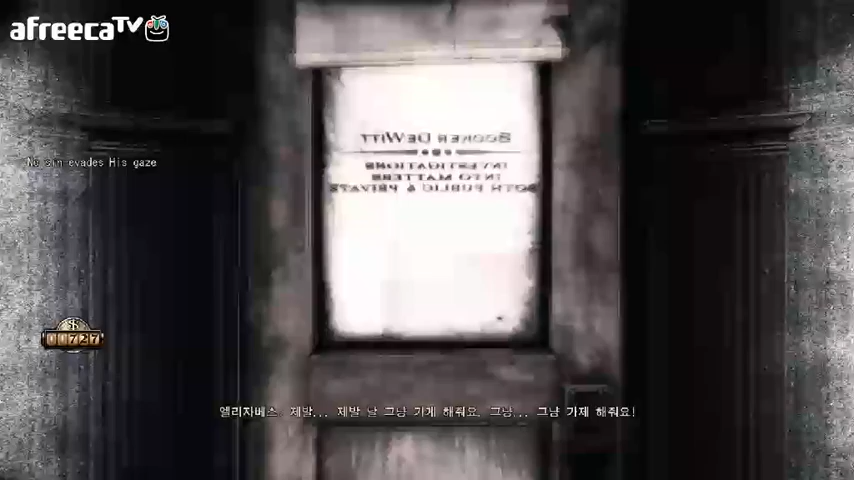 afreecaTV
BOOKER DEWITT
INVESTIGATIONS
INTO MATTERS
BOTH PUBLIC & PRIVATE
No sin evades His gaze
$
00727
엘리자베스 제발... 제발 날 그냥 가게 해줘요. 그냥... 그냥 가제 해줘요!